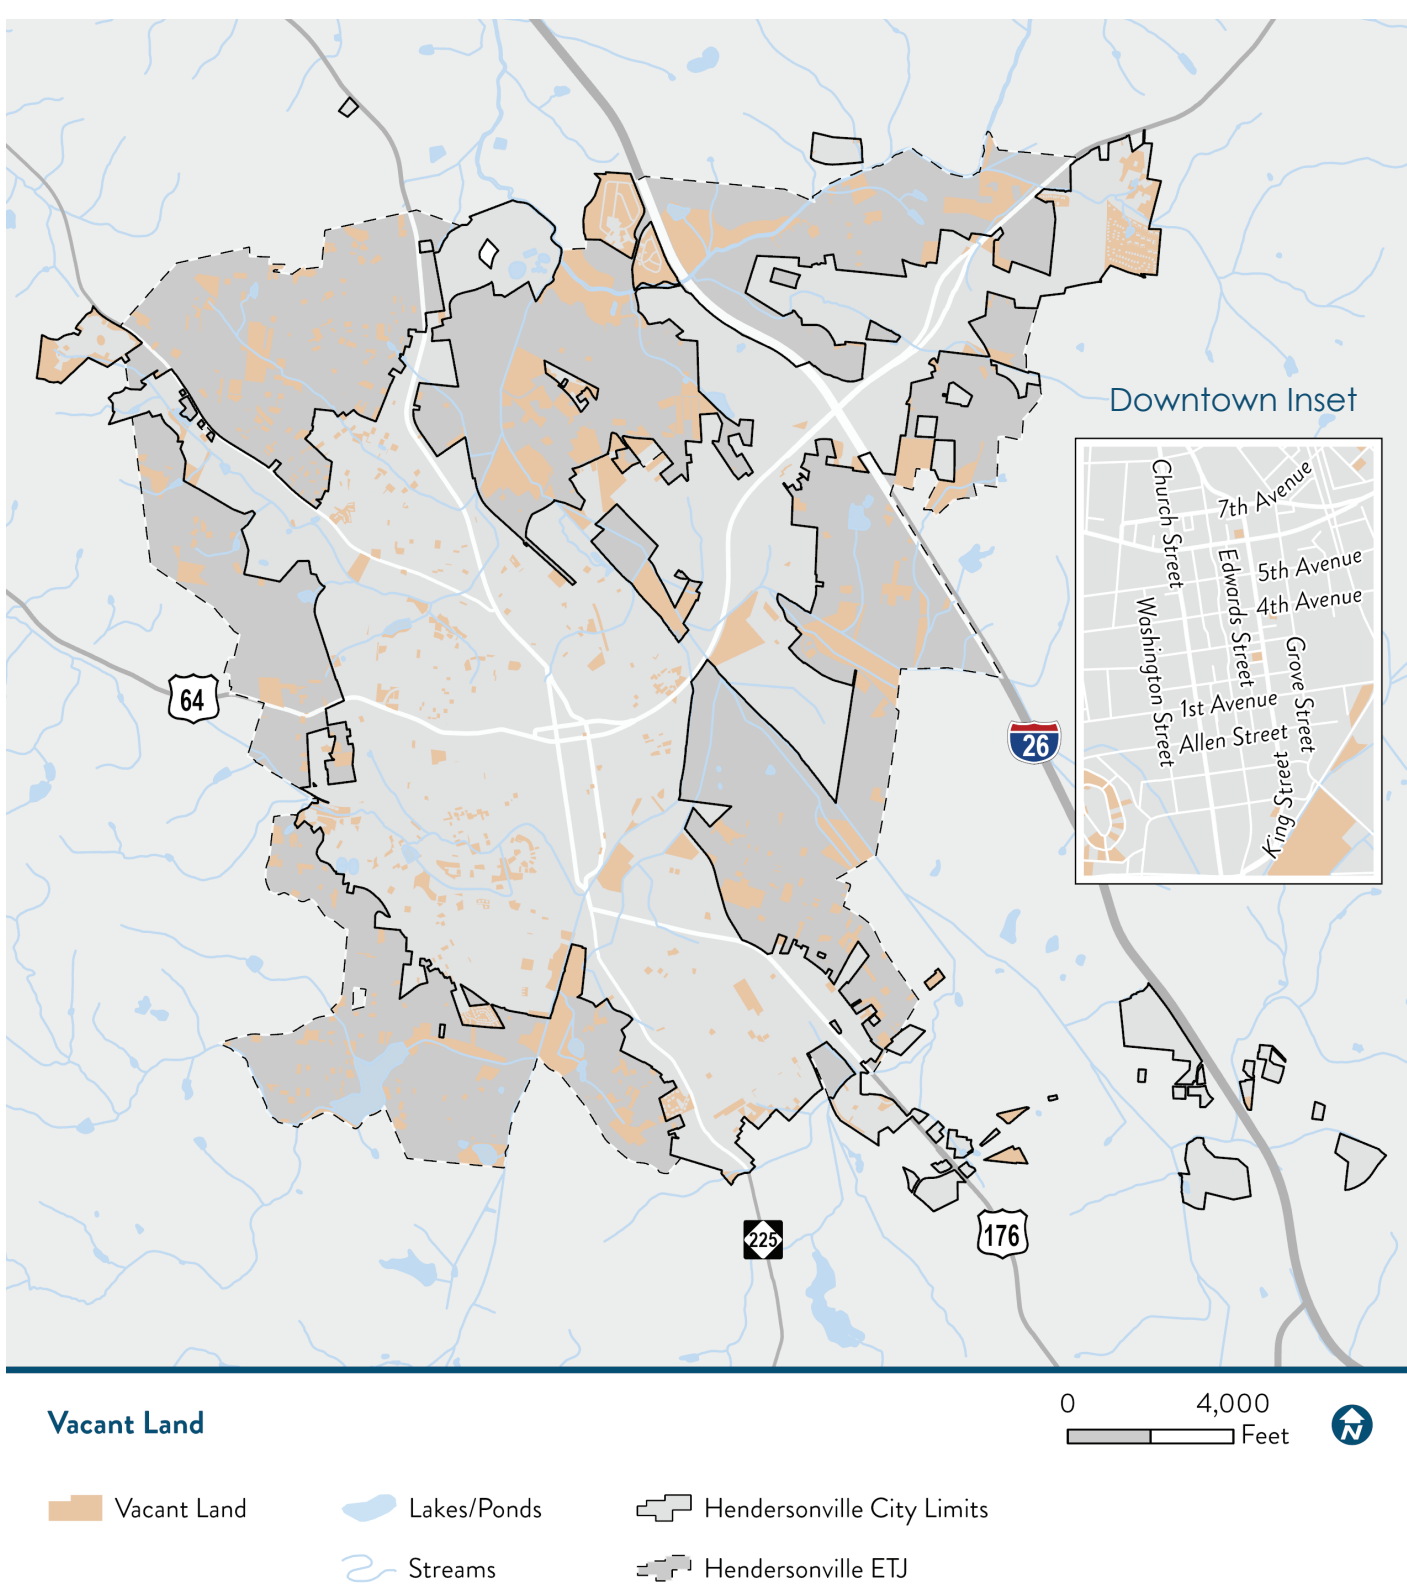 Downtown Inset
Church Street
7th Avenue
Edwards Street
5th Avenue
4th Avenue
Washington Street
Grove Street
1st Avenue
Allen Street
King Street
64
26
225
176
Vacant Land
0 4,000
Feet
N
Vacant Land
Lakes/Ponds
Hendersonville City Limits
Streams
Hendersonville ETJ